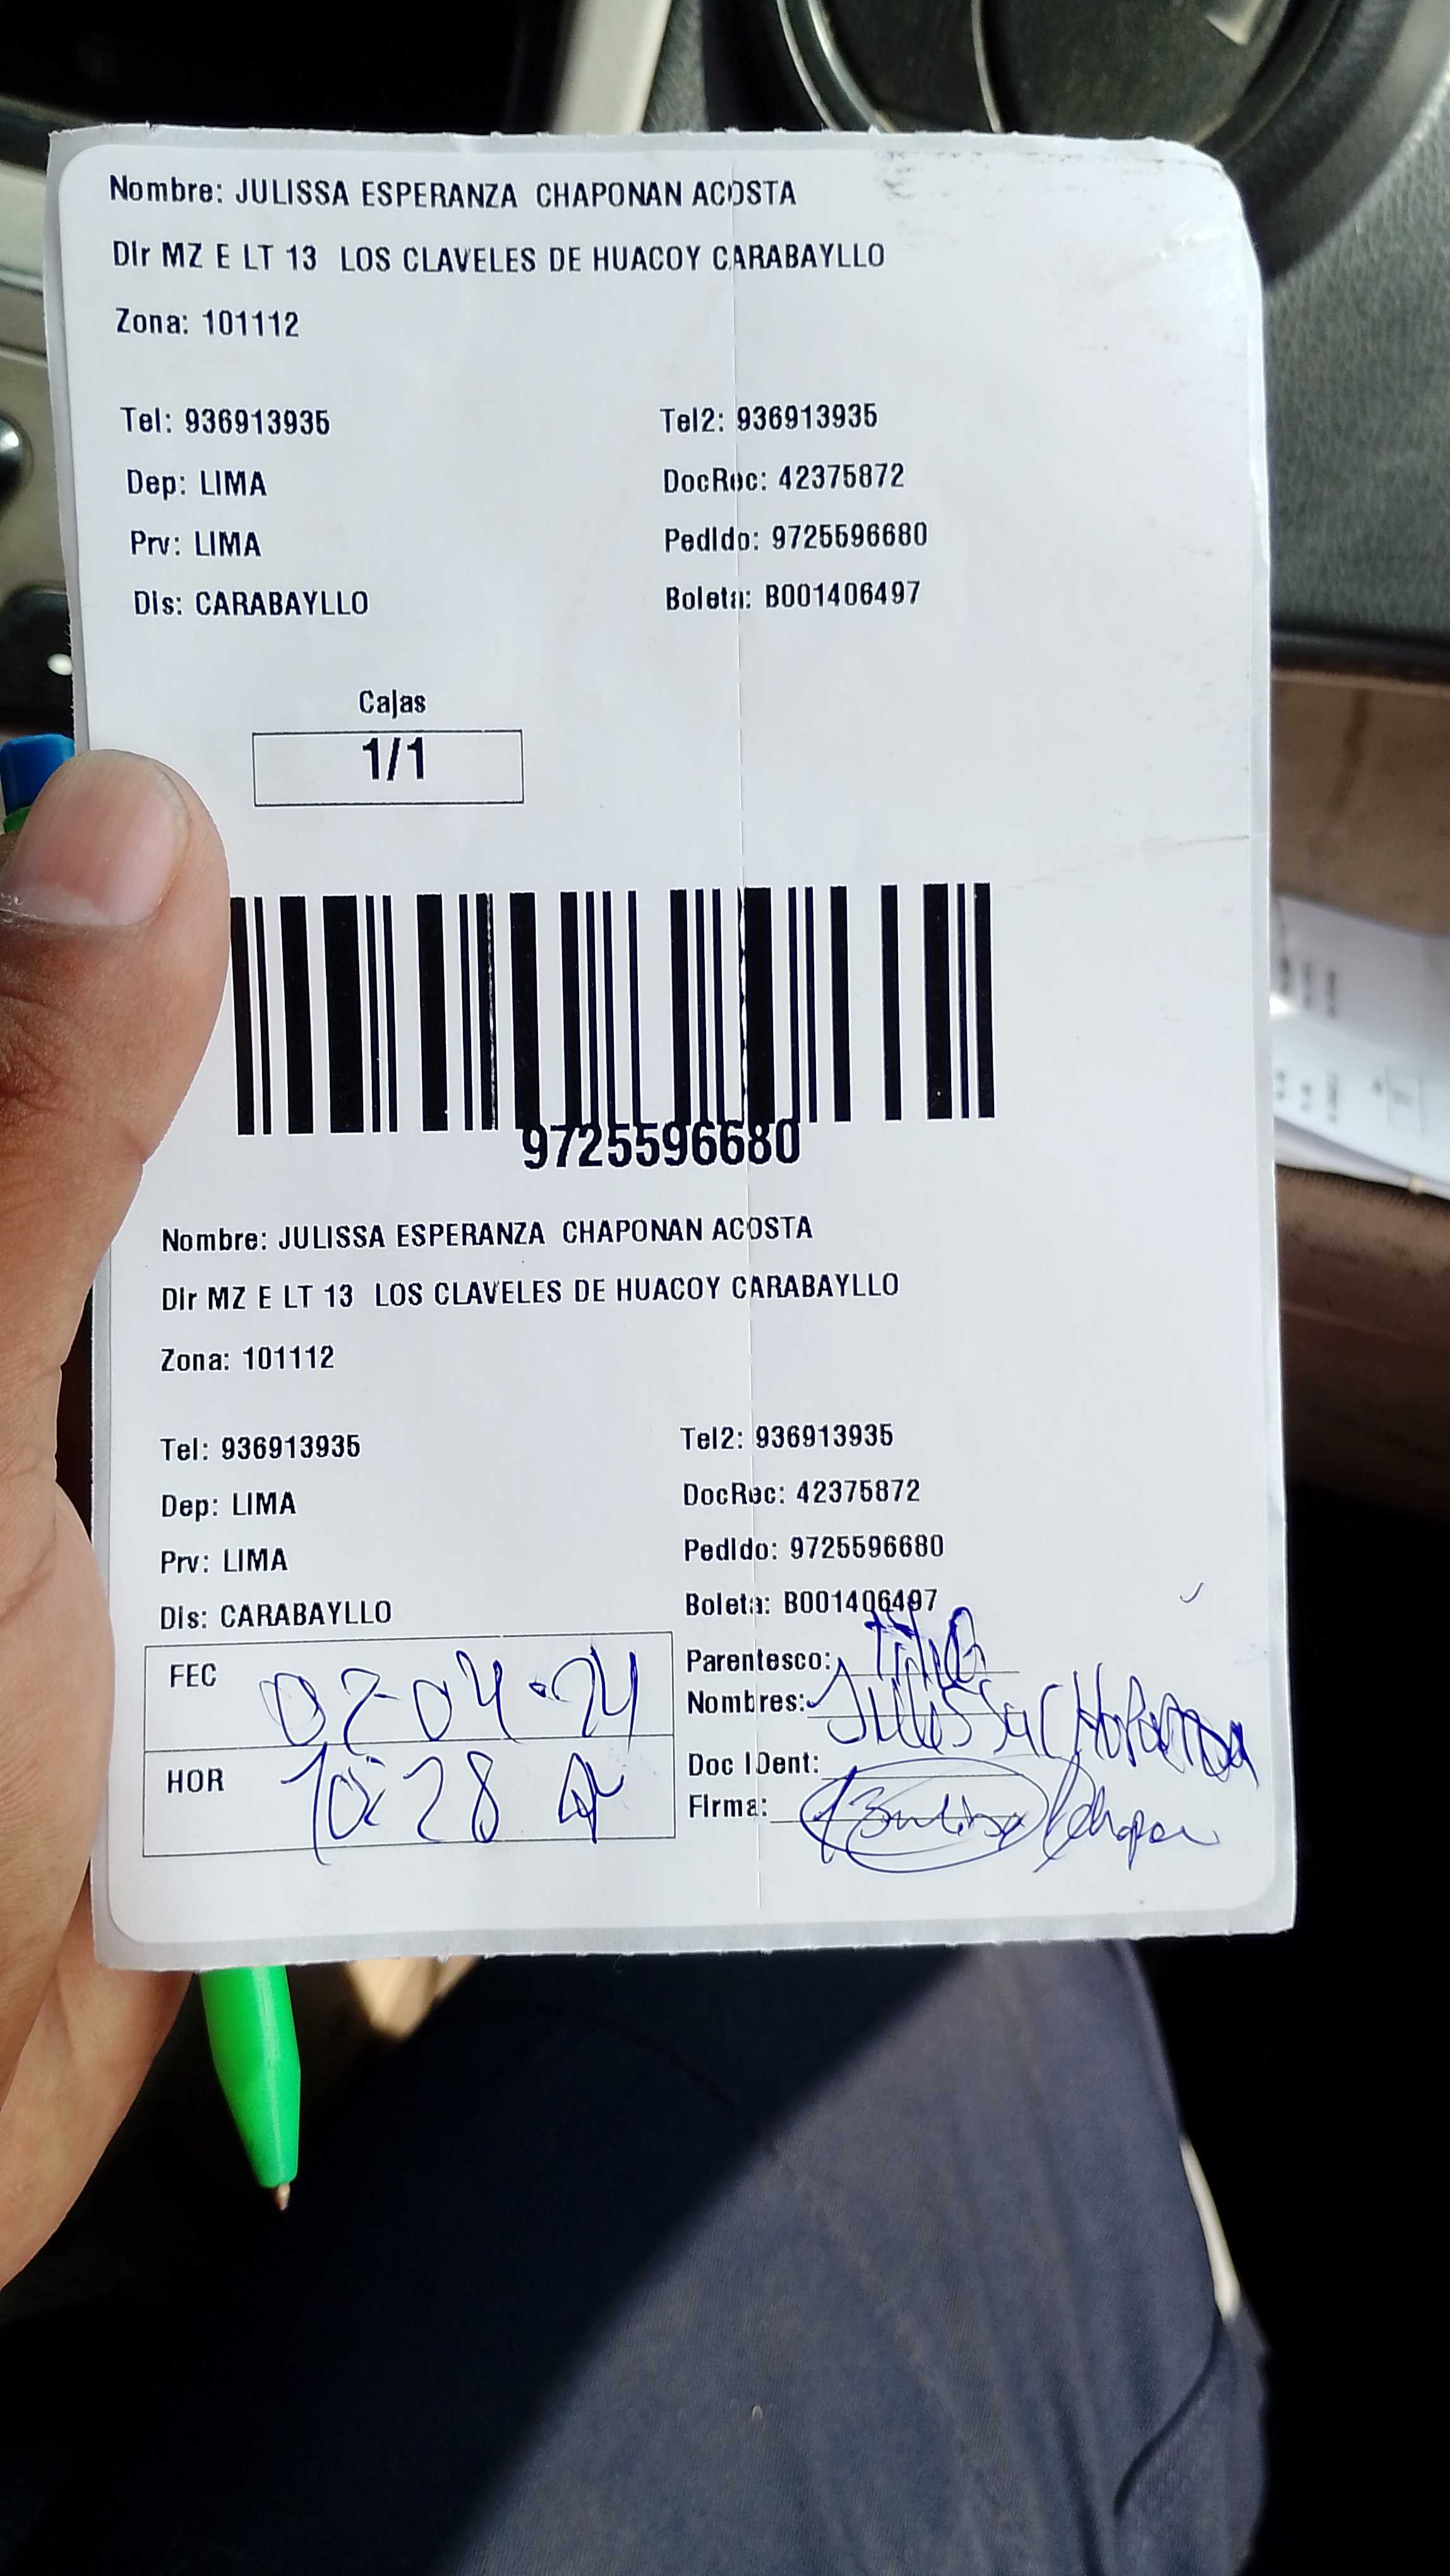 Nombre: JULISSA ESPERANZA CHAPONAN ACOSTA
Dir MZ E LT 13 LOS CLAVELES DE HUACOY CARABAYLLO
Zona: 101112
Tel: 936913935 Tel2: 936913935
Dep: LIMA DocRec: 42375872
Prv: LIMA Pedido: 9725596680
Dis: CARABAYLLO Boleta: B001406497
Cajas
1/1
9725596680
Nombre: JULISSA ESPERANZA CHAPONAN ACOSTA
Dir MZ E LT 13 LOS CLAVELES DE HUACOY CARABAYLLO
Zona: 101112
Tel: 936913935 Tel2: 936913935
Dep: LIMA DocRec: 42375872
Prv: LIMA Pedido: 9725596680
Dis: CARABAYLLO Boleta: B001406497
FEC 02-04-24 Parentesco:
Nombres: Julissa
HOR 10:28 Doc IDent:
Firma: